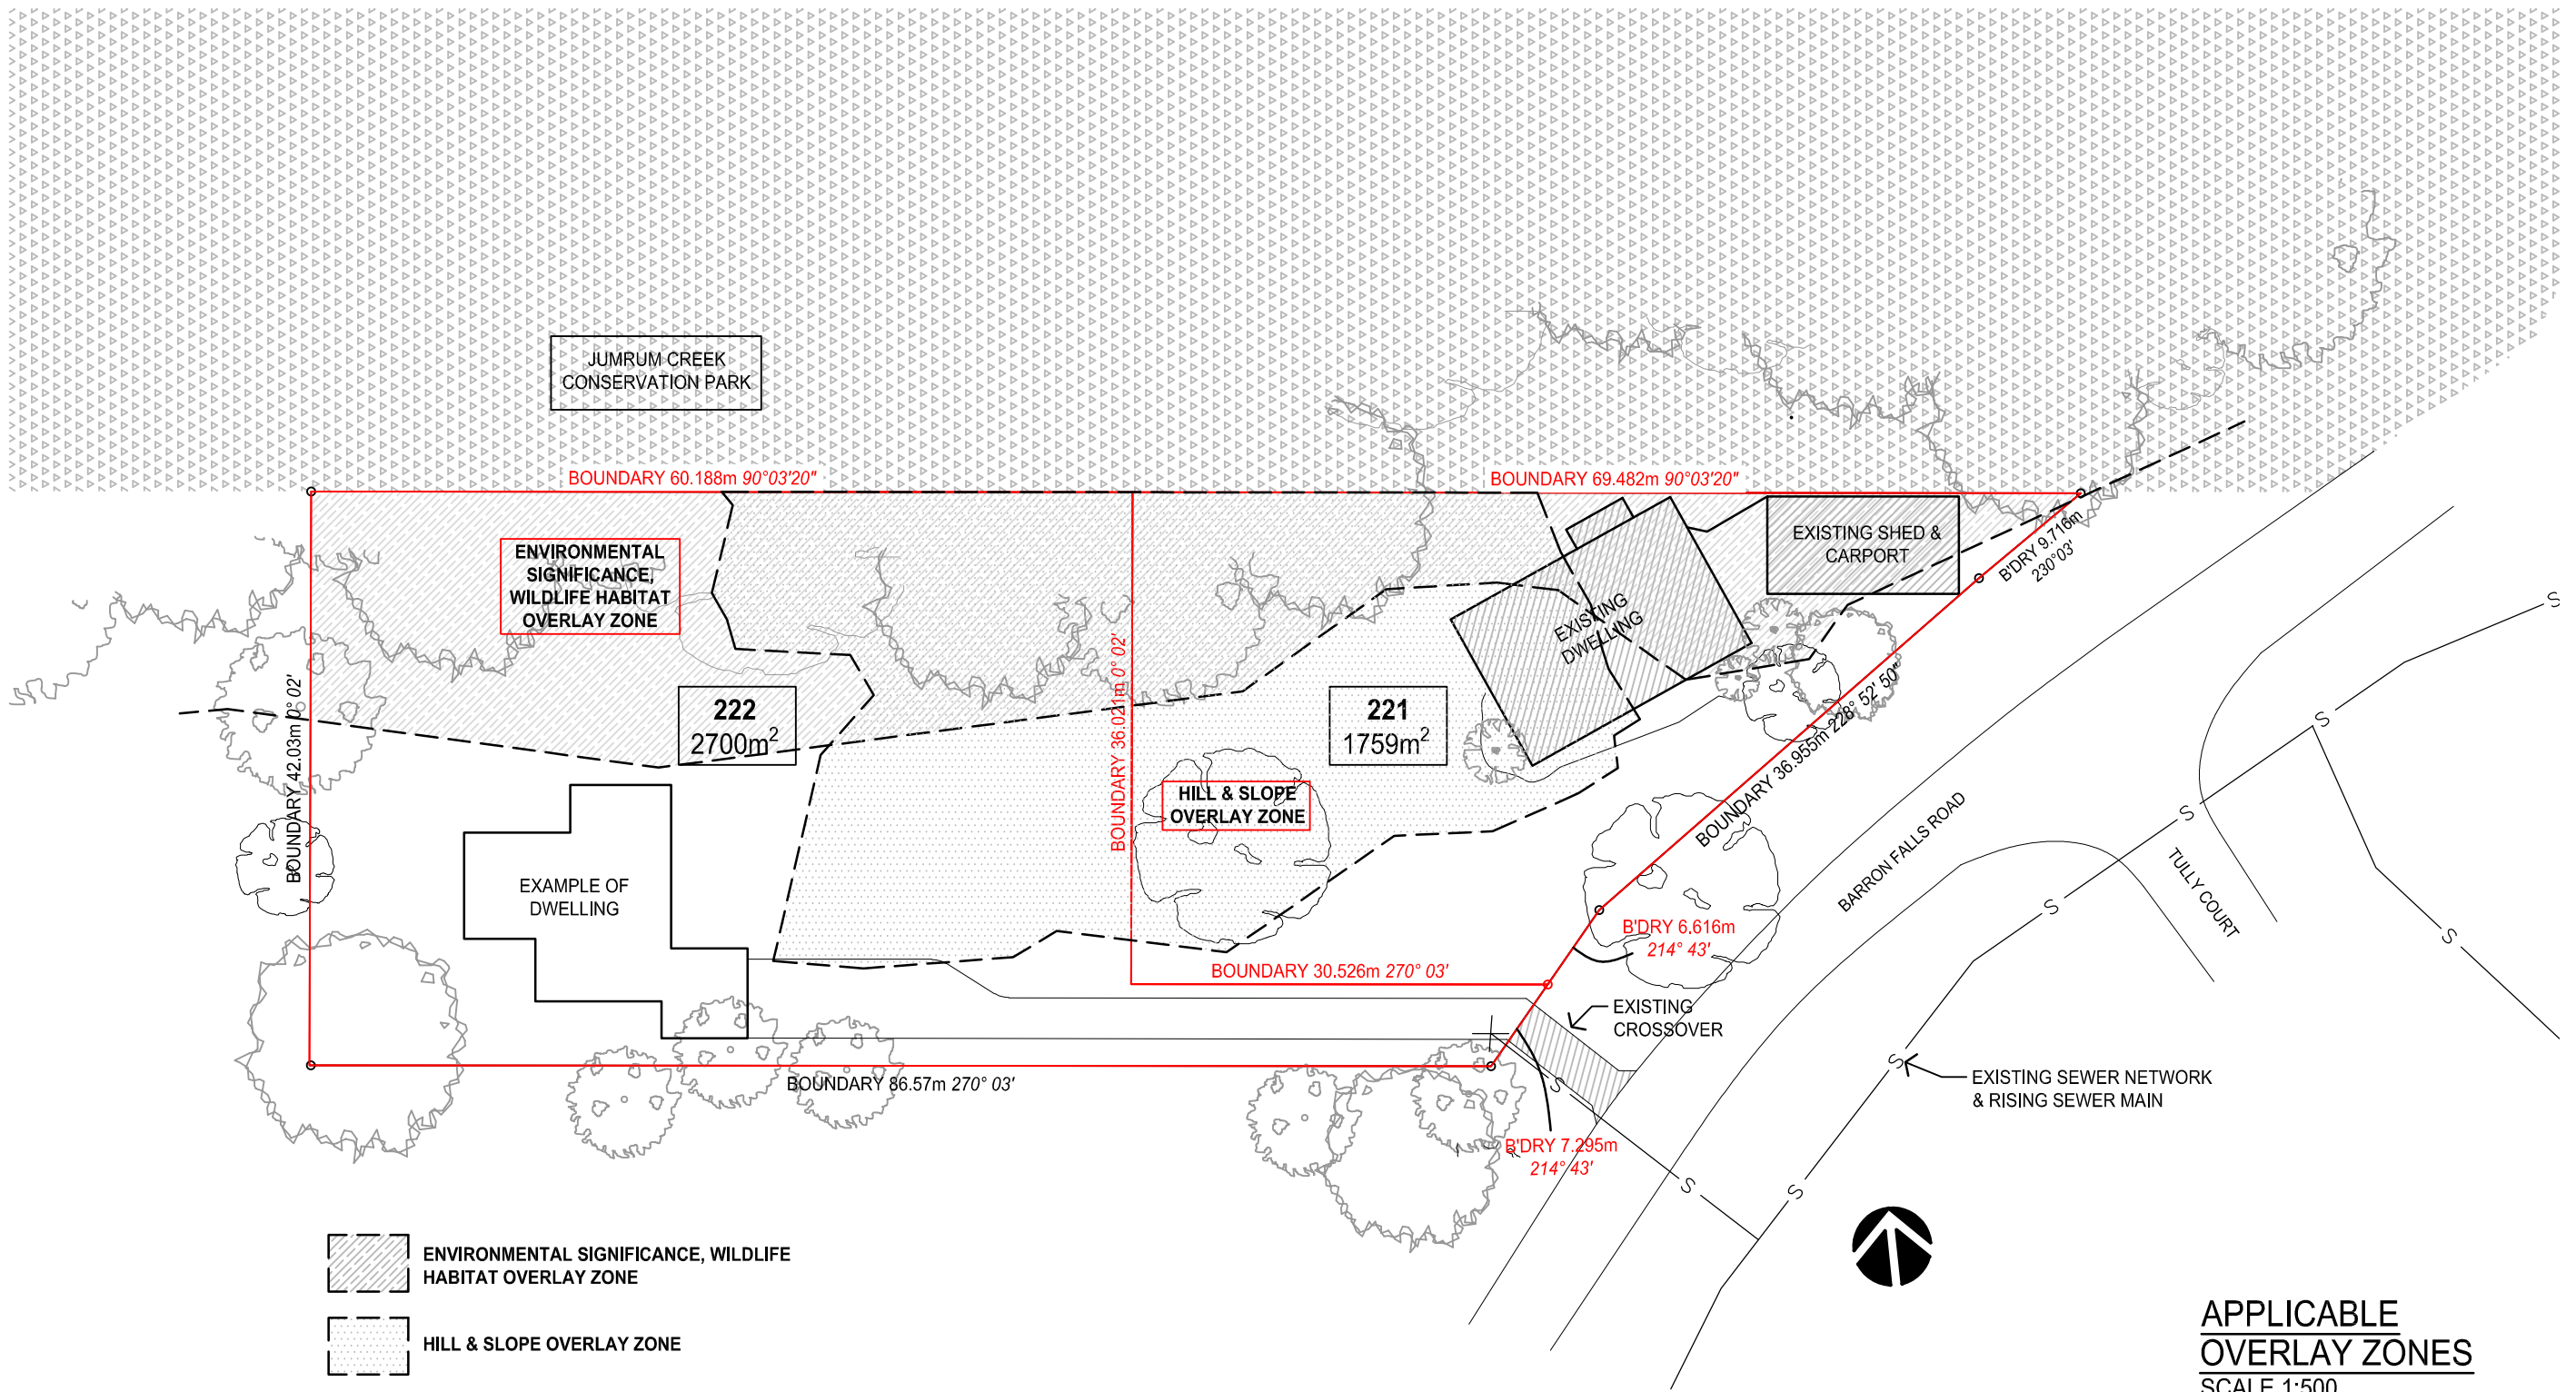 JUMRUM CREEK
CONSERVATION PARK
BOUNDARY 60.188m 90°03'20"
BOUNDARY 69.482m 90°03'20"
ENVIRONMENTAL
SIGNIFICANCE,
WILDLIFE HABITAT
OVERLAY ZONE
EXISTING SHED &
CARPORT
B'DRY 9.716m
230°03'
EXISTING
DWELLING
BOUNDARY 42.03m 0° 02'
222
2700m²
BOUNDARY 36.021m 0° 02'
221
1759m²
BOUNDARY 36.955m 228° 52' 50"
HILL & SLOPE
OVERLAY ZONE
EXAMPLE OF
DWELLING
BARRON FALLS ROAD
TULLY COURT
B'DRY 6.616m
214° 43'
BOUNDARY 30.526m 270° 03'
EXISTING
CROSSOVER
BOUNDARY 86.57m 270° 03'
EXISTING SEWER NETWORK
& RISING SEWER MAIN
B'DRY 7.295m
214° 43'
S
S
S
S
S
S
S
S
S
ENVIRONMENTAL SIGNIFICANCE, WILDLIFE
HABITAT OVERLAY ZONE
HILL & SLOPE OVERLAY ZONE
APPLICABLE
OVERLAY ZONES
SCALE 1:500